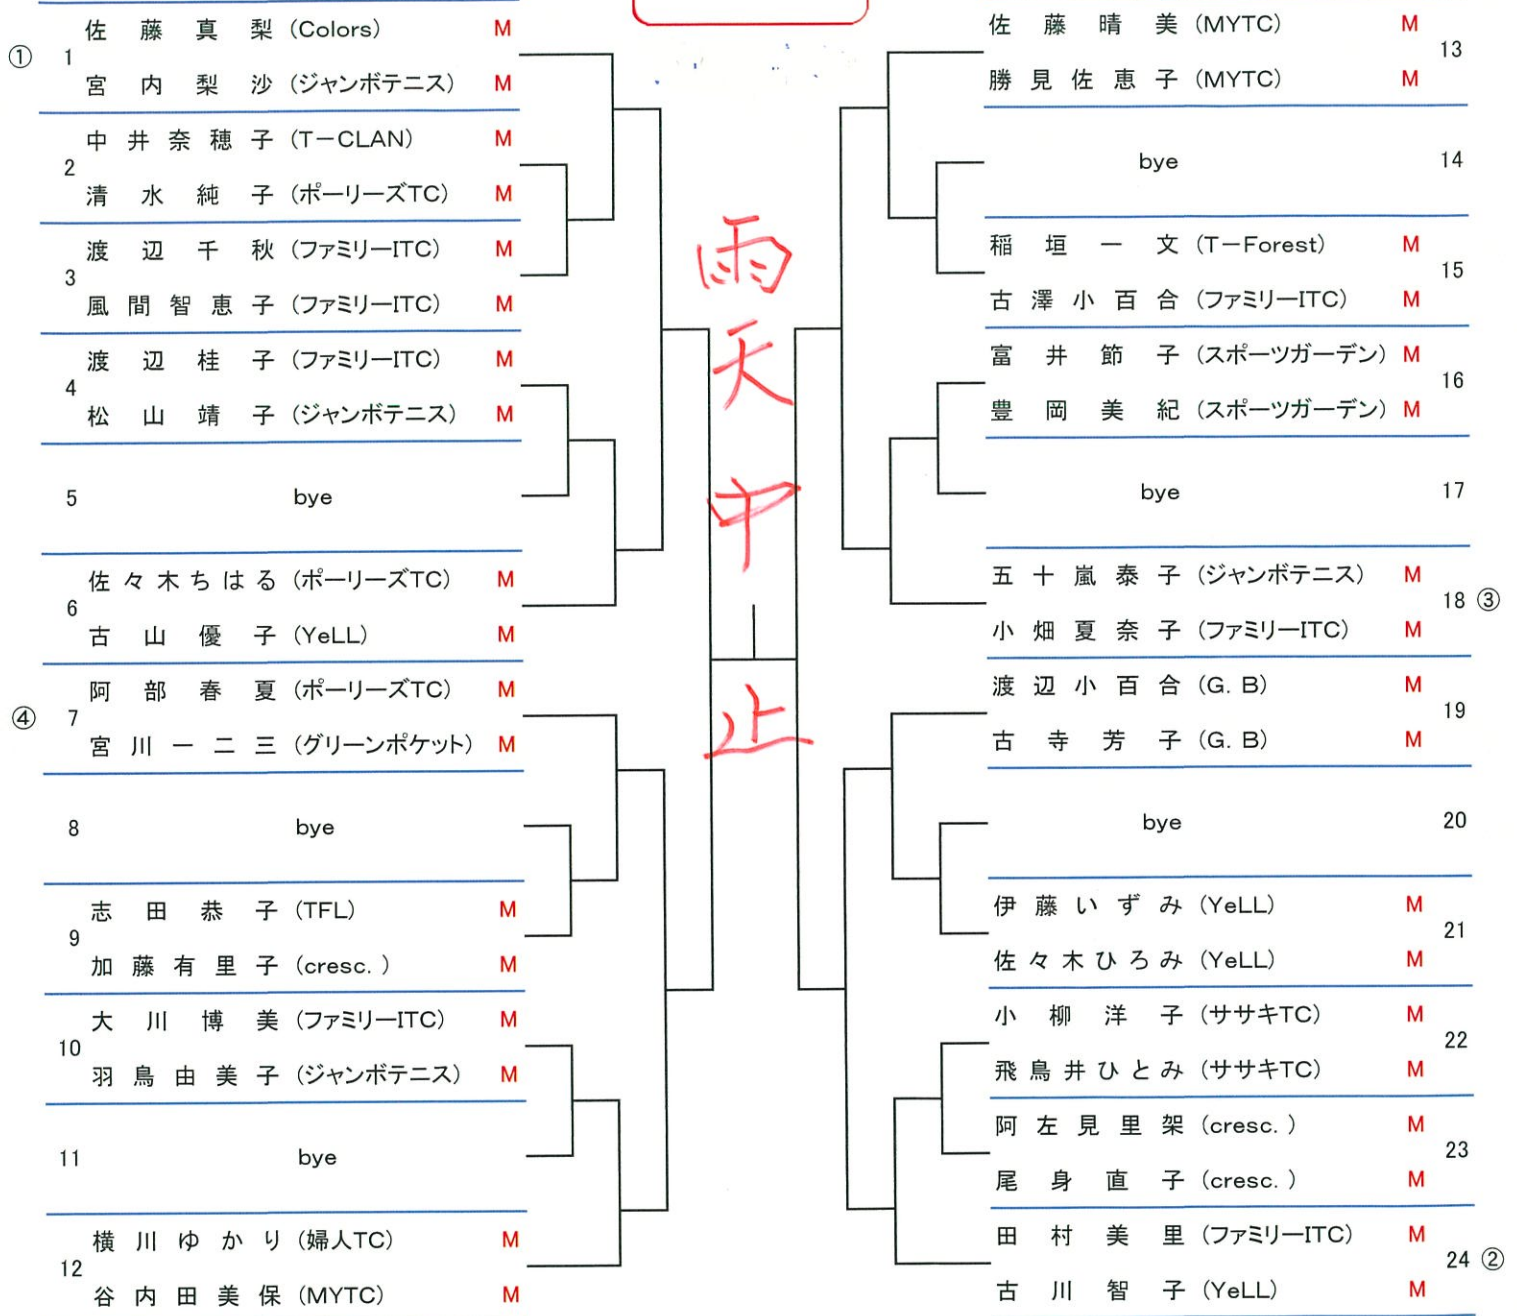 ① 1 佐藤真梨 (Colors) M
宮内梨沙 (ジャンボテニス) M
2 中井奈穂子 (T-CLAN) M
清水純子 (ポーリーズTC) M
3 渡辺千秋 (ファミリーITC) M
風間智恵子 (ファミリーITC) M
4 渡辺桂子 (ファミリーITC) M
松山靖子 (ジャンボテニス) M
5 bye
6 佐々木ちはる (ポーリーズTC) M
古山優子 (YeLL) M
④ 7 阿部春夏 (ポーリーズTC) M
宮川一二三 (グリーンポケット) M
8 bye
9 志田恭子 (TFL) M
加藤有里子 (cresc. ) M
10 大川博美 (ファミリーITC) M
羽鳥由美子 (ジャンボテニス) M
11 bye
12 横川ゆかり (婦人TC) M
谷内田美保 (MYTC) M
雨天中止
佐藤晴美 (MYTC) M 13
勝見佐恵子 (MYTC) M
bye 14
稲垣一文 (T-Forest) M 15
古澤小百合 (ファミリーITC) M
富井節子 (スポーツガーデン) M 16
豊岡美紀 (スポーツガーデン) M
bye 17
五十嵐泰子 (ジャンボテニス) M 18 ③
小畑夏奈子 (ファミリーITC) M
渡辺小百合 (G. B) M 19
古寺芳子 (G. B) M
bye 20
伊藤いずみ (YeLL) M 21
佐々木ひろみ (YeLL) M
小柳洋子 (ササキTC) M 22
飛鳥井ひとみ (ササキTC) M
阿左見里架 (cresc. ) M 23
尾身直子 (cresc. ) M
田村美里 (ファミリーITC) M 24 ②
古川智子 (YeLL) M